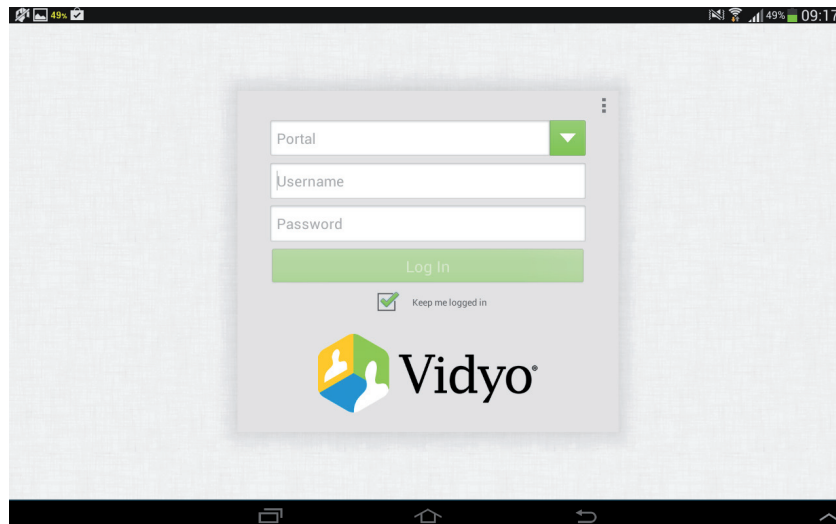 49% 49% 09:17
Portal
Username
Password
Log In
Keep me logged in
Vidyo®